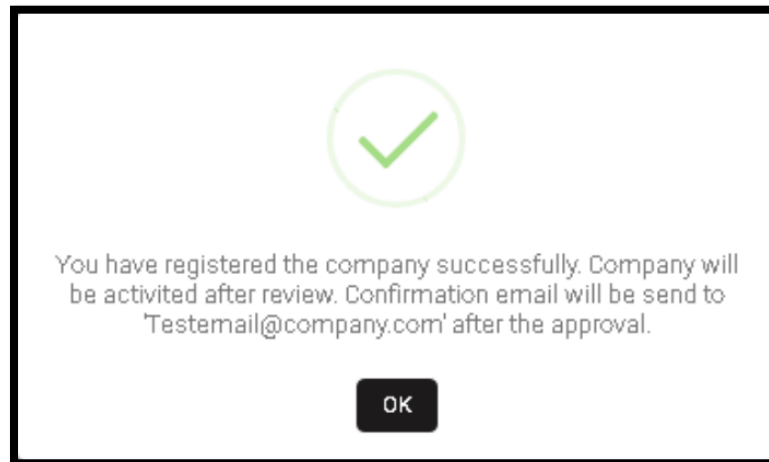 You have registered the company successfully. Company will
be activited after review. Confirmation email will be send to
'Testemail@company.com' after the approval.
OK